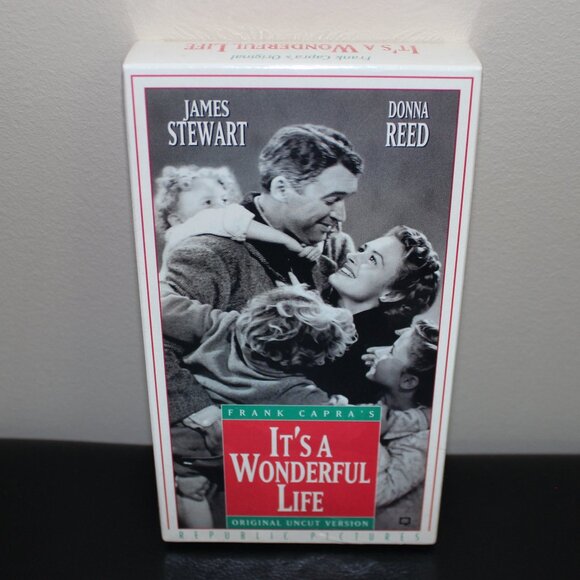 Frank Capra's Original
IT'S A WONDERFUL LIFE
JAMES
STEWART
DONNA
REED
FRANK CAPRA'S
IT'S A
WONDERFUL
LIFE
ORIGINAL UNCUT VERSION
REPUBLIC PICTURES